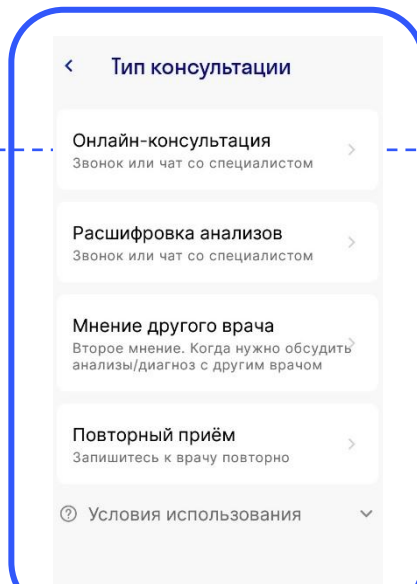 Тип консультации
Онлайн-консультация
Звонок или чат со специалистом
Расшифровка анализов
Звонок или чат со специалистом
Мнение другого врача
Второе мнение. Когда нужно обсудить
анализы/диагноз с другим врачом
Повторный приём
Запишитесь к врачу повторно
Условия использования